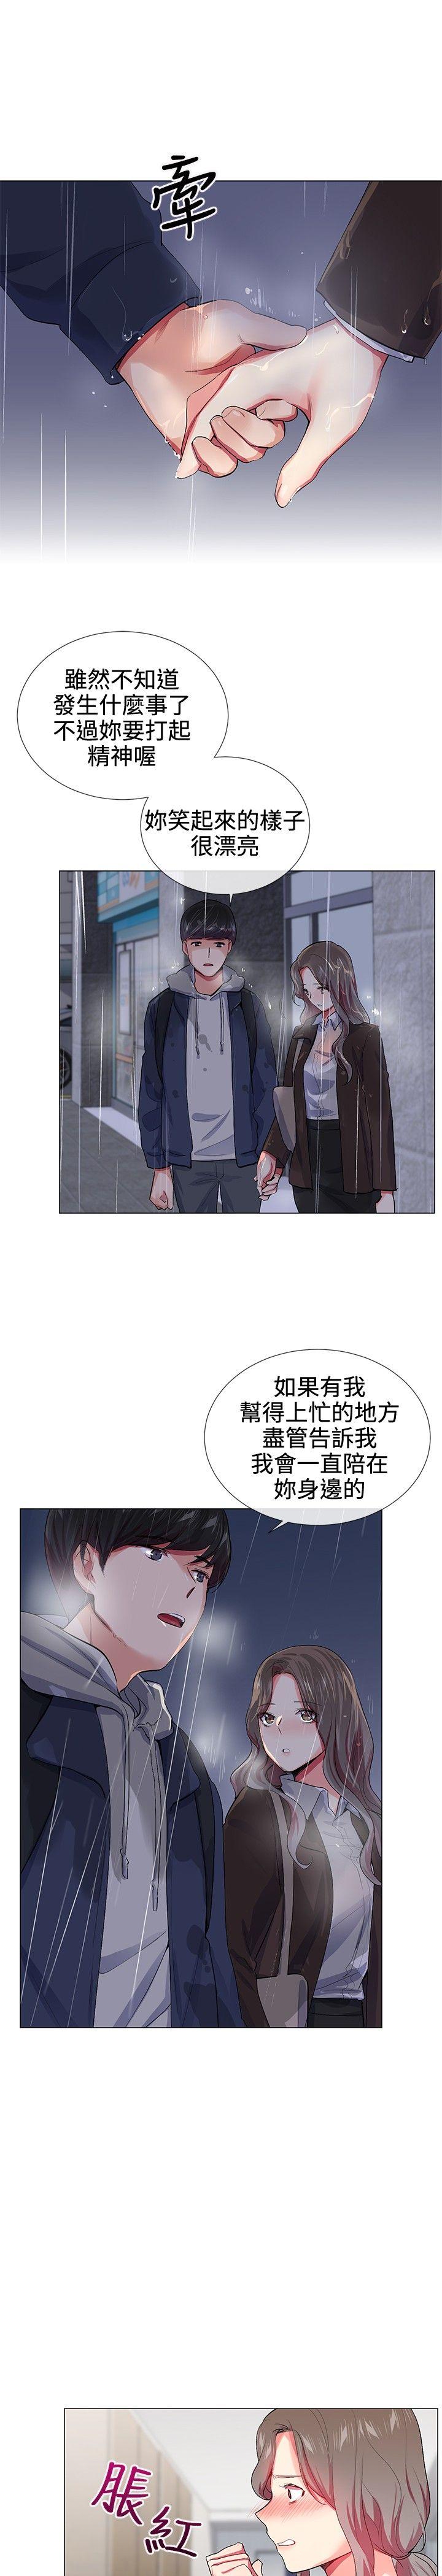 牽
雖然不知道
發生什麼事了
不過妳要打起
精神喔
妳笑起來的樣子
很漂亮
如果有我
幫得上忙的地方
盡管告訴我
我會一直陪在
妳身邊的
脹紅